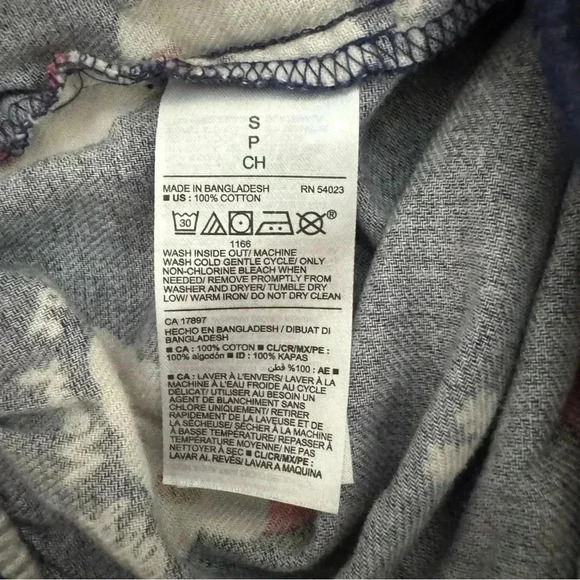 S
P
CH
MADE IN BANGLADESH RN 54023
■ US : 100% COTTON
30
®
1166
WASH INSIDE OUT/ MACHINE
WASH COLD GENTLE CYCLE/ ONLY
NON-CHLORINE BLEACH WHEN
NEEDED/ REMOVE PROMPTLY FROM
WASHER AND DRYER/ TUMBLE DRY
LOW/ WARM IRON/ DO NOT DRY CLEAN
CA 17897
HECHO EN BANGLADESH / DIBUAT DI
BANGLADESH
■ CA : 100% COTON ■ CL/CR/MX/PE :
100% algodón ■ ID : 100% KAPAS
■ AE : 100% قطن
■ CA : LAVER À L'ENVERS/ LAVER À LA
MACHINE À L'EAU FROIDE AU CYCLE
DÉLICAT/ UTILISER AU BESOIN UN
AGENT DE BLANCHIMENT SANS
CHLORE UNIQUEMENT/ RETIRER
RAPIDEMENT DE LA LAVEUSE ET DE
LA SÉCHEUSE/ SÉCHER À LA MACHINE
À BASSE TEMPÉRATURE/ REPASSER À
TEMPÉRATURE MOYENNE/ NE PAS
NETTOYER À SEC ■ CL/CR/MX/PE :
LAVAR AL REVÉS/ LAVAR A MAQUINA